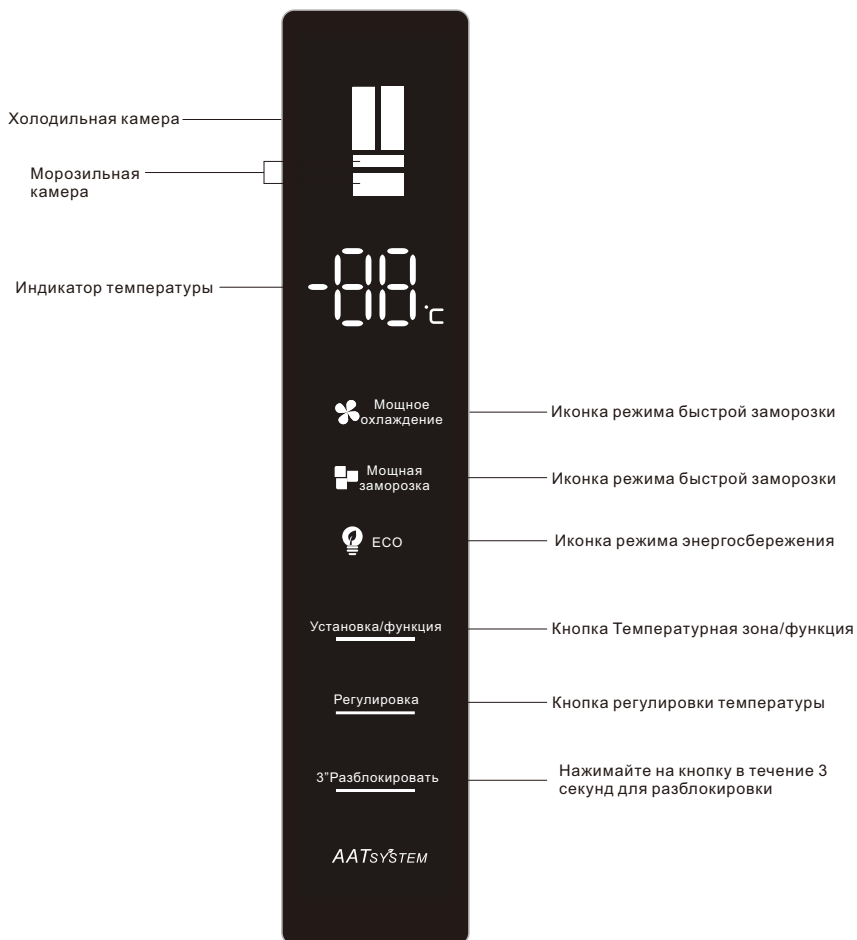 Холодильная камера
Морозильная
камера
Индикатор температуры
-88°C
Мощное
охлаждение
Иконка режима быстрой заморозки
Мощная
заморозка
Иконка режима быстрой заморозки
ECO
Иконка режима энергосбережения
Установка/функция
Кнопка Температурная зона/функция
Регулировка
Кнопка регулировки температуры
3"Разблокировать
Нажимайте на кнопку в течение 3
секунд для разблокировки
AATSYSTEM